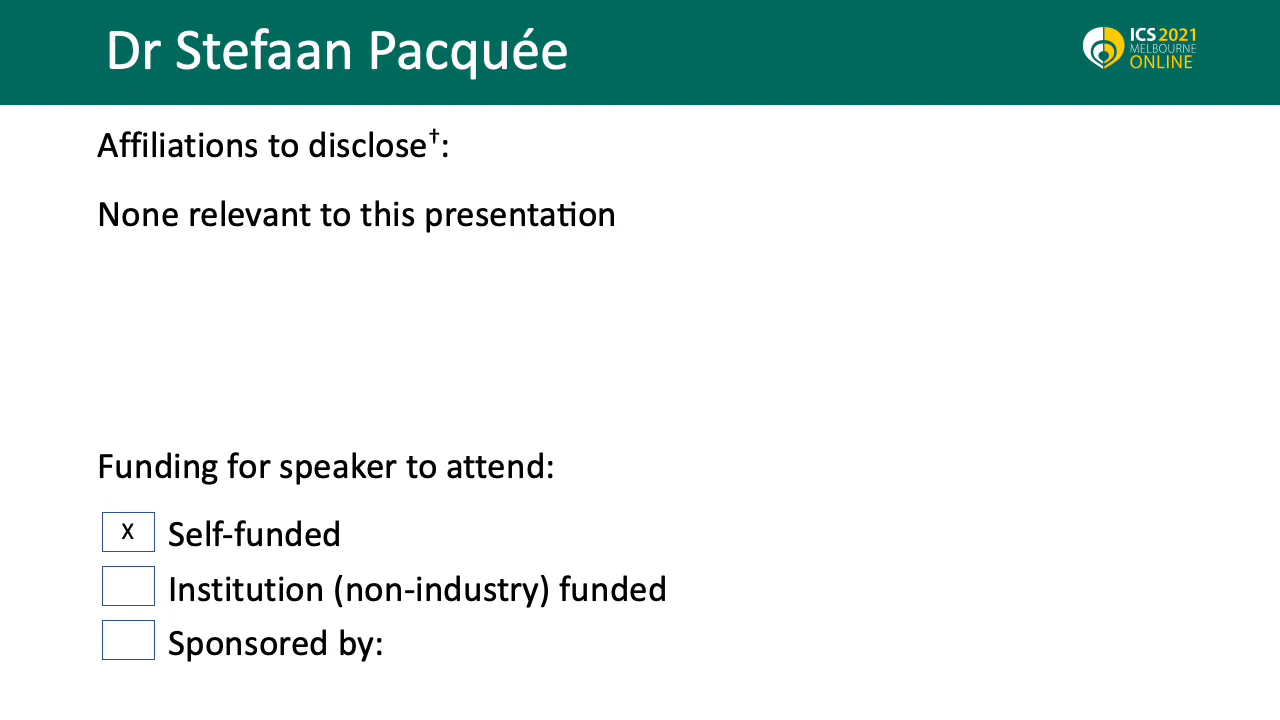 Dr Stefaan Pacquée
ICS 2021
MELBOURNE
ONLINE
Affiliations to disclose†:
None relevant to this presentation
Funding for speaker to attend:
x Self-funded
Institution (non-industry) funded
Sponsored by: